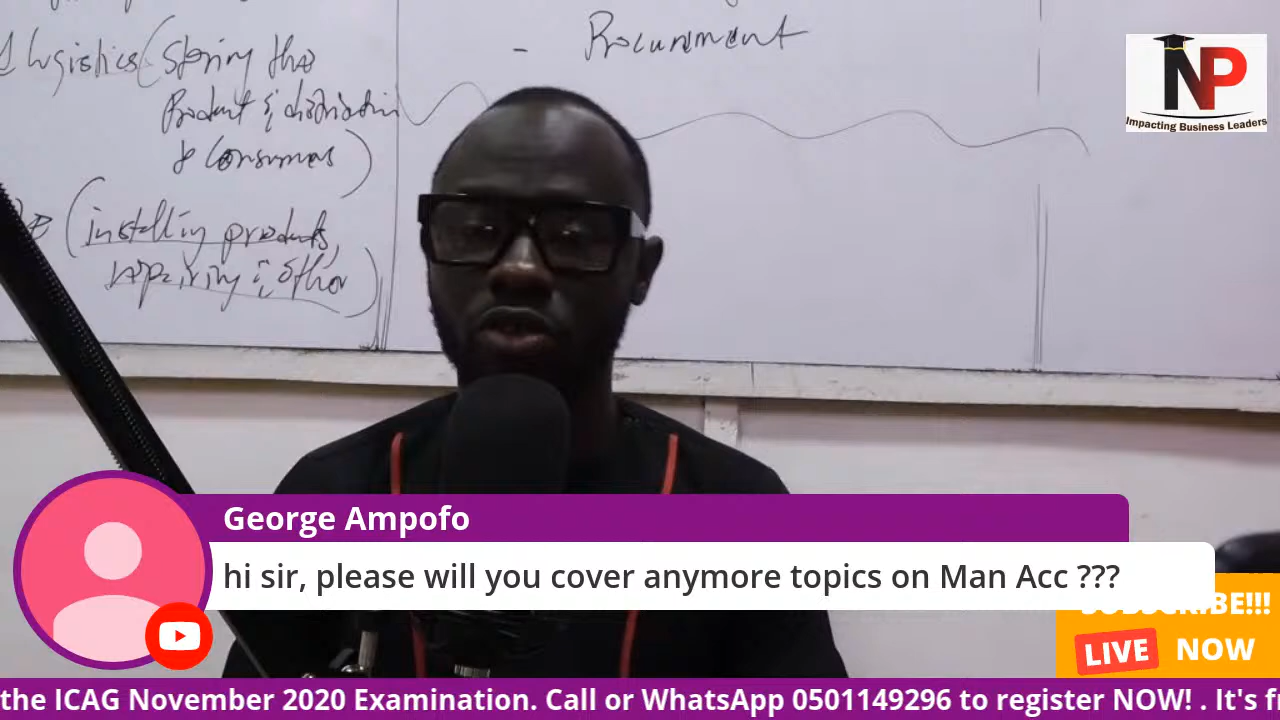 Logistics (Storing the
Product & distribution
to Consumers)
(installing products,
repairing & other)
- Procurement
NP
Impacting Business Leaders
George Ampofo
hi sir, please will you cover anymore topics on Man Acc ???
SUBSCRIBE!!!
LIVE NOW
the ICAG November 2020 Examination. Call or WhatsApp 0501149296 to register NOW! . It's fr